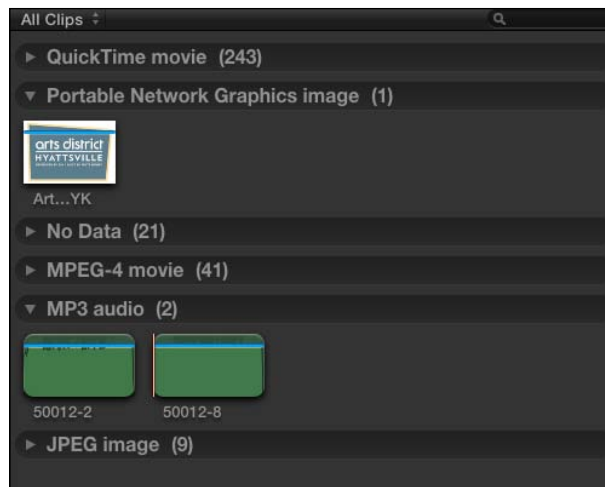 All Clips
QuickTime movie (243)
Portable Network Graphics image (1)
arts district
HYATTSVILLE
Art...YK
No Data (21)
MPEG-4 movie (41)
MP3 audio (2)
50012-2 50012-8
JPEG image (9)